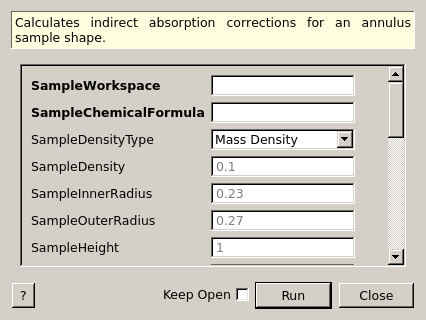 Calculates indirect absorption corrections for an annulus
sample shape.
SampleWorkspace
SampleChemicalFormula
SampleDensityType Mass Density
SampleDensity 0.1
SampleInnerRadius 0.23
SampleOuterRadius 0.27
SampleHeight 1
? Keep Open Run Close